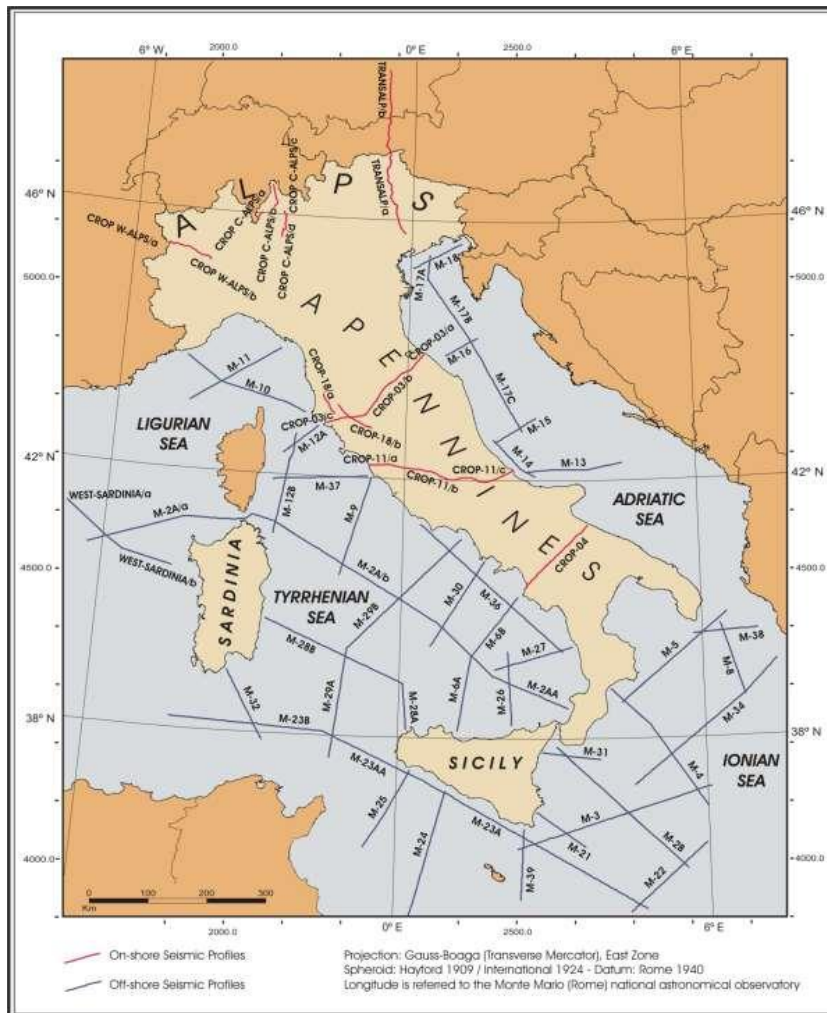 6° W
2000.0
0° E
2500.0
6° E
TRANSALP/b
TRANSALP/a
46° N
46° N
A L P S
CROP C-ALPS/c
CROP C-ALPS/a
CROP C-ALPS/b
CROP C-ALPS/d
CROP W-ALPS/a
CROP W-ALPS/b
5000.0
5000.0
M-18
M-17A
M-17B
M-16
M-17C
M-15
M-14
M-13
A P E N N I N E S
CROP-03/a
CROP-03/b
CROP-03/c
CROP-18/a
CROP-18/b
M-11
M-10
LIGURIAN
SEA
M-12A
CROP-11/a
CROP-11/b
CROP-11/c
42° N
42° N
ADRIATIC
SEA
WEST-SARDINIA/a
M-2A/a
WEST-SARDINIA/b
M-12B
M-37
M-9
CROP-04
4500.0
4500.0
SARDINIA
TYRRHENIAN
SEA
M-2A/b
M-29B
M-30
M-36
M-6B
M-27
M-28B
M-29A
M-28A
M-6A
M-26
M-2AA
M-5
M-38
M-8
M-34
M-32
M-23B
38° N
38° N
SICILY
M-31
IONIAN
SEA
M-4
M-23AA
M-25
M-24
M-23A
M-3
M-21
M-28
M-22
M-39
4000.0
4000.0
0 100 200 300
Km
2000.0
0° E
2500.0
6° E
On-shore Seismic Profiles
Off-shore Seismic Profiles
Projection: Gauss-Boaga (Transverse Mercator), East Zone
Spheroid: Hayford 1909 / International 1924 - Datum: Rome 1940
Longitude is referred to the Monte Mario (Rome) national astronomical observatory